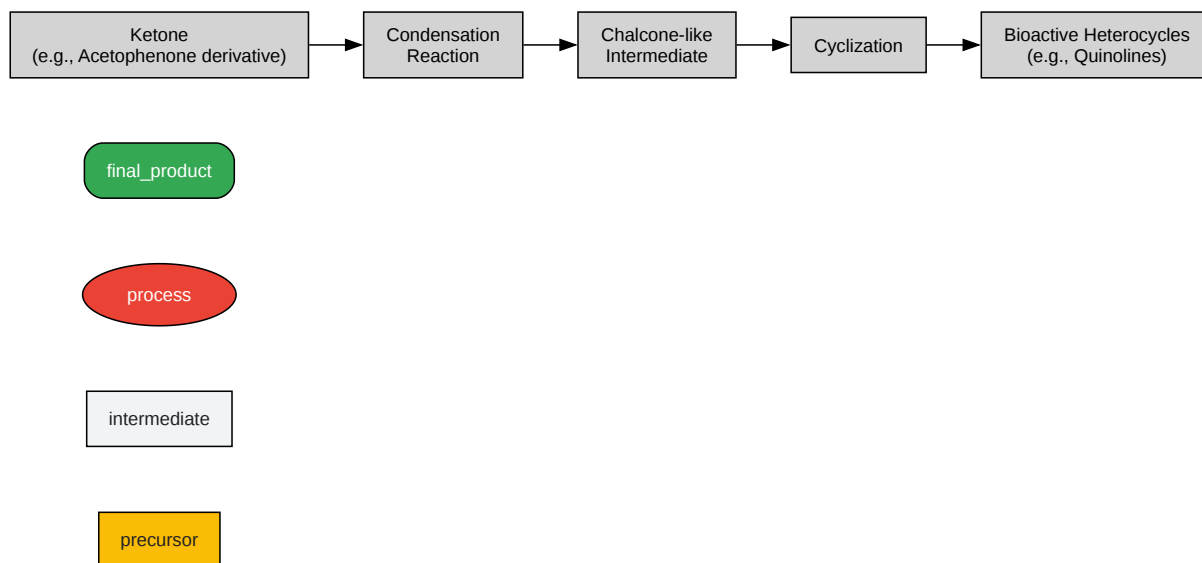 Ketone
(e.g., Acetophenone derivative)
Condensation
Reaction
Chalcone-like
Intermediate
Cyclization
Bioactive Heterocycles
(e.g., Quinolines)
final_product
process
intermediate
precursor